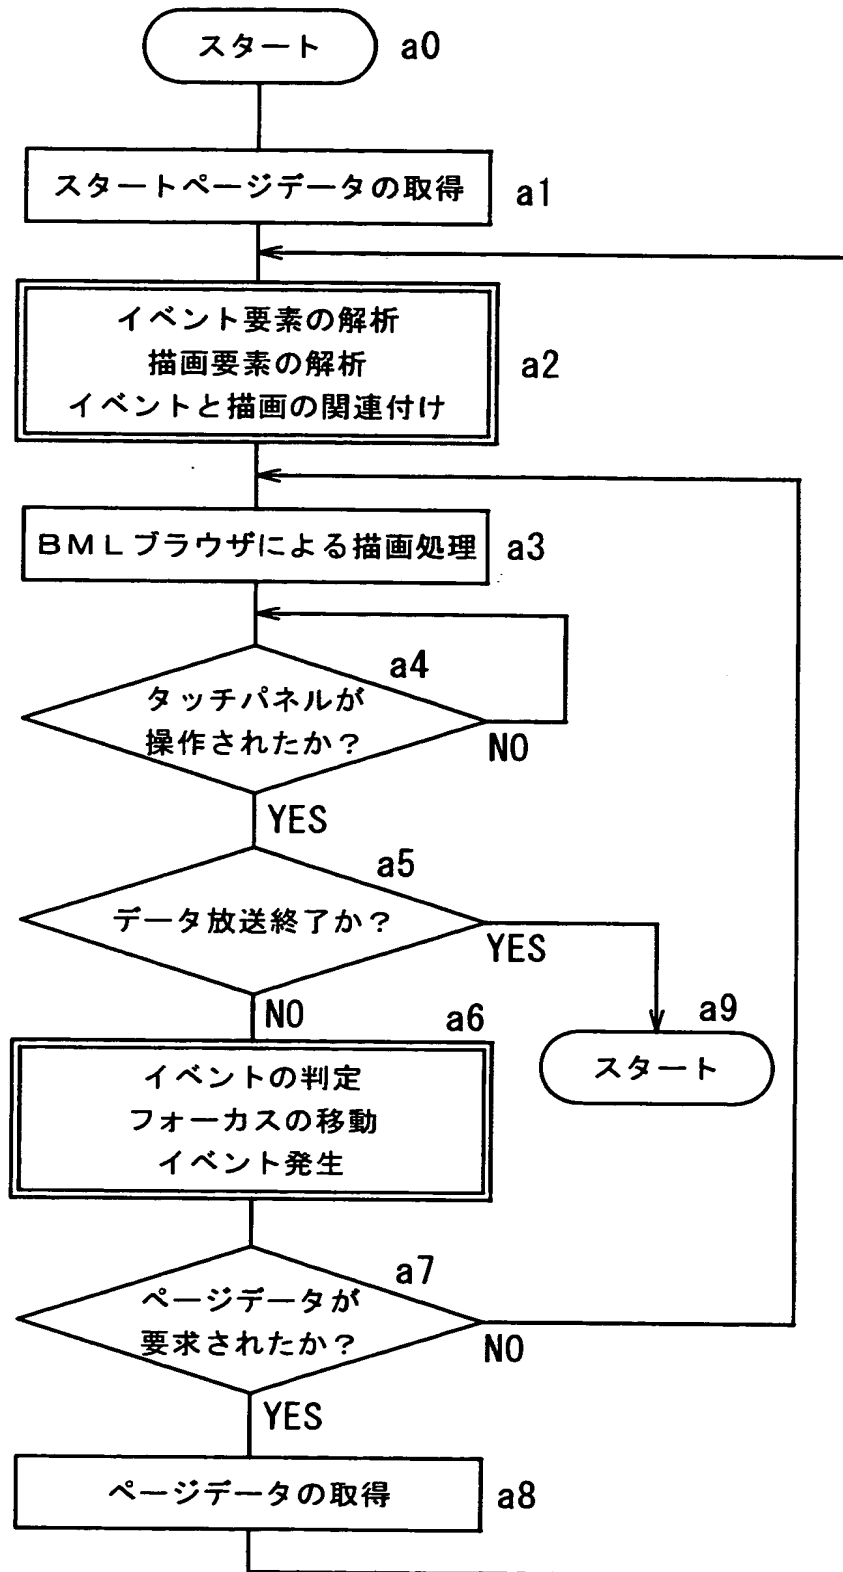 スタート a0
スタートページデータの取得 a1
イベント要素の解析
描画要素の解析 a2
イベントと描画の関連付け
BMLブラウザによる描画処理 a3
a4
タッチパネルが
操作されたか？
NO
YES
a5
データ放送終了か？
YES
NO
a6
a9
イベントの判定
スタート
フォーカスの移動
イベント発生
a7
ページデータが
要求されたか？
NO
YES
ページデータの取得 a8